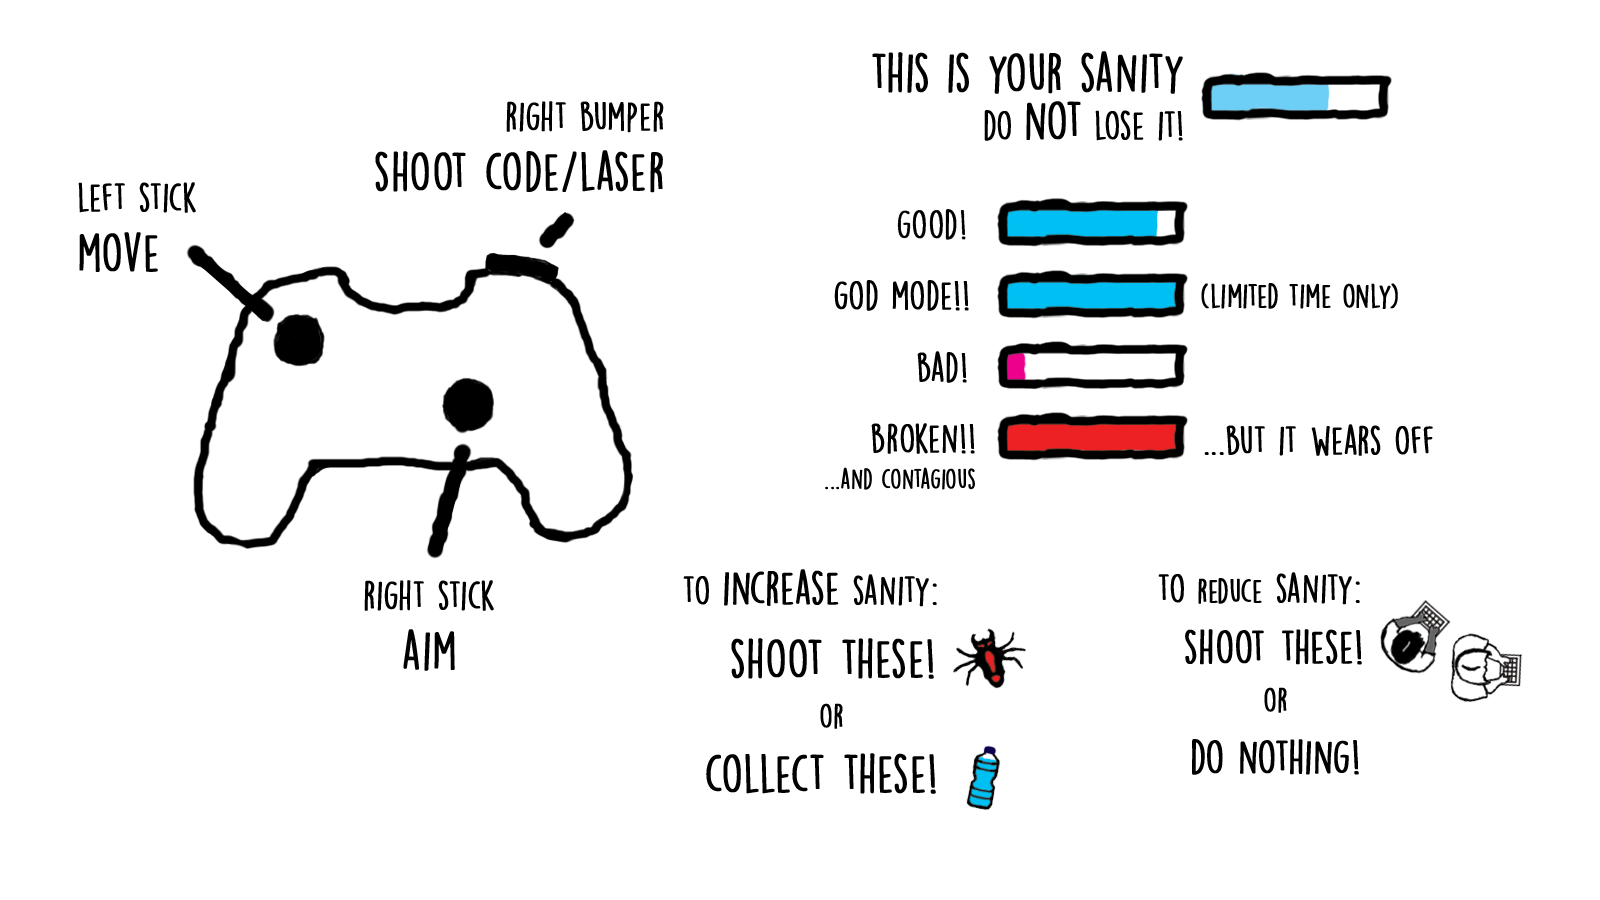 LEFT STICK
MOVE
RIGHT BUMPER
SHOOT CODE/LASER
RIGHT STICK
AIM
THIS IS YOUR SANITY
DO NOT LOSE IT!
GOOD!
GOD MODE!! (LIMITED TIME ONLY)
BAD!
BROKEN!! ...BUT IT WEARS OFF
...AND CONTAGIOUS
TO INCREASE SANITY:
SHOOT THESE!
OR
COLLECT THESE!
TO REDUCE SANITY:
SHOOT THESE!
OR
DO NOTHING!